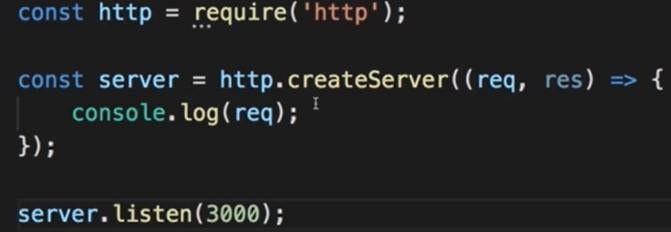 const http = require('http');
const server = http.createServer((req, res) => {
console.log(req);
});
server.listen(3000);